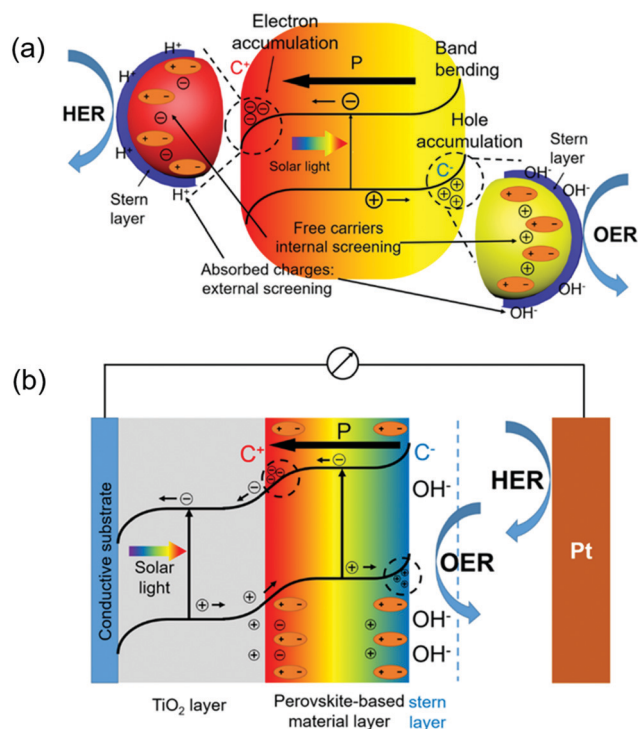 (a)
Electron
accumulation
C⁺
P
Band
bending
H⁺
H⁺
H⁺
H⁺
HER
Stern
layer
Solar light
Hole
accumulation
C⁻
Stern
layer
OH⁻
OH⁻
OH⁻
OH⁻
OER
Free carriers
internal screening
Absorbed charges:
external screening
(b)
Conductive substrate
Solar
light
C⁺
P
C⁻
OH⁻
OH⁻
OH⁻
HER
OER
Pt
TiO₂ layer
Perovskite-based
material layer
stern
layer